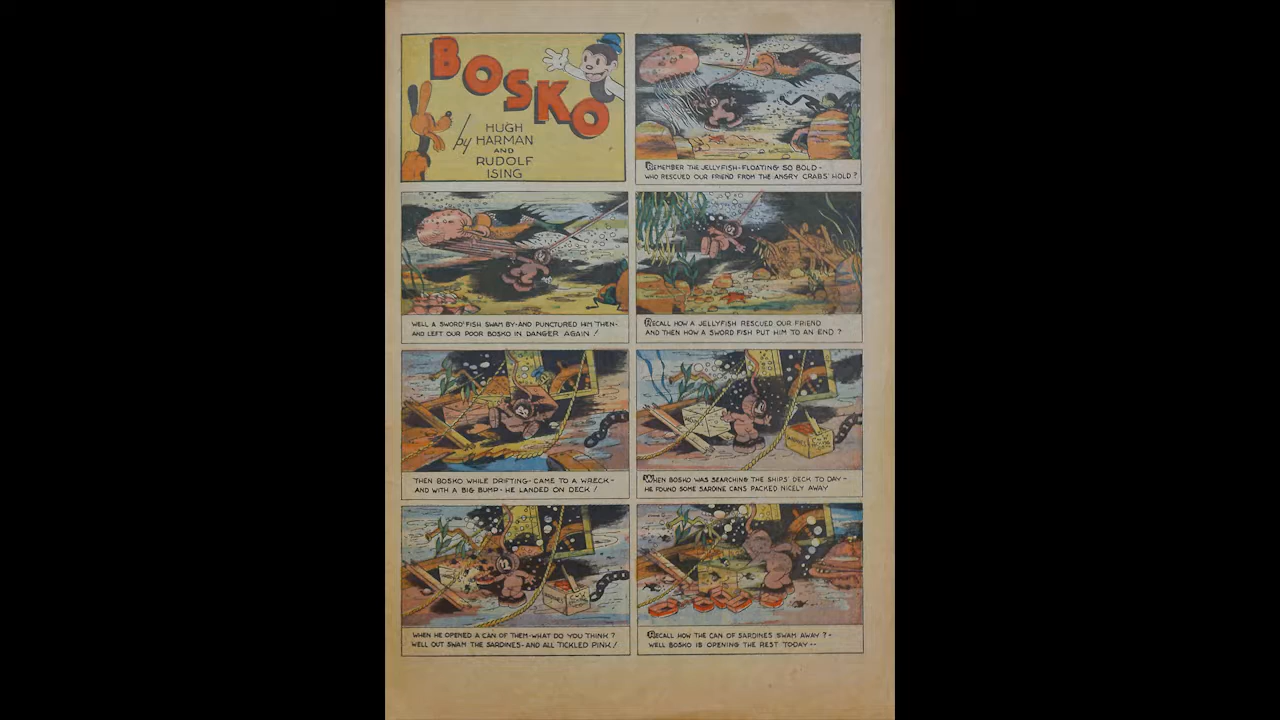 BOSKO
by HUGH
HARMAN
AND
RUDOLF
ISING
REMEMBER THE JELLYFISH-FLOATING SO BOLD-
WHO RESCUED OUR FRIEND FROM THE ANGRY CRABS' HOLD?
WELL A SWORD FISH SWAM BY-AND PUNCTURED HIM THEN-
AND LEFT OUR POOR BOSKO IN DANGER AGAIN!
RECALL HOW A JELLYFISH RESCUED OUR FRIEND
AND THEN HOW A SWORD FISH PUT HIM TO AN END?
THEN BOSKO WHILE DRIFTING-CAME TO A WRECK-
AND WITH A BIG BUMP-HE LANDED ON DECK!
WHEN BOSKO WAS SEARCHING THE SHIPS DECK TO DAY-
HE FOUND SOME SARDINE CANS PACKED NICELY AWAY
WHEN HE OPENED A CAN OF THEM-WHAT DO YOU THINK?
WELL OUT SWAM THE SARDINES-AND ALL TICKLED PINK!
RECALL HOW THE CAN OF SARDINES SWAM AWAY?-
WELL BOSKO IS OPENING THE REST TODAY--